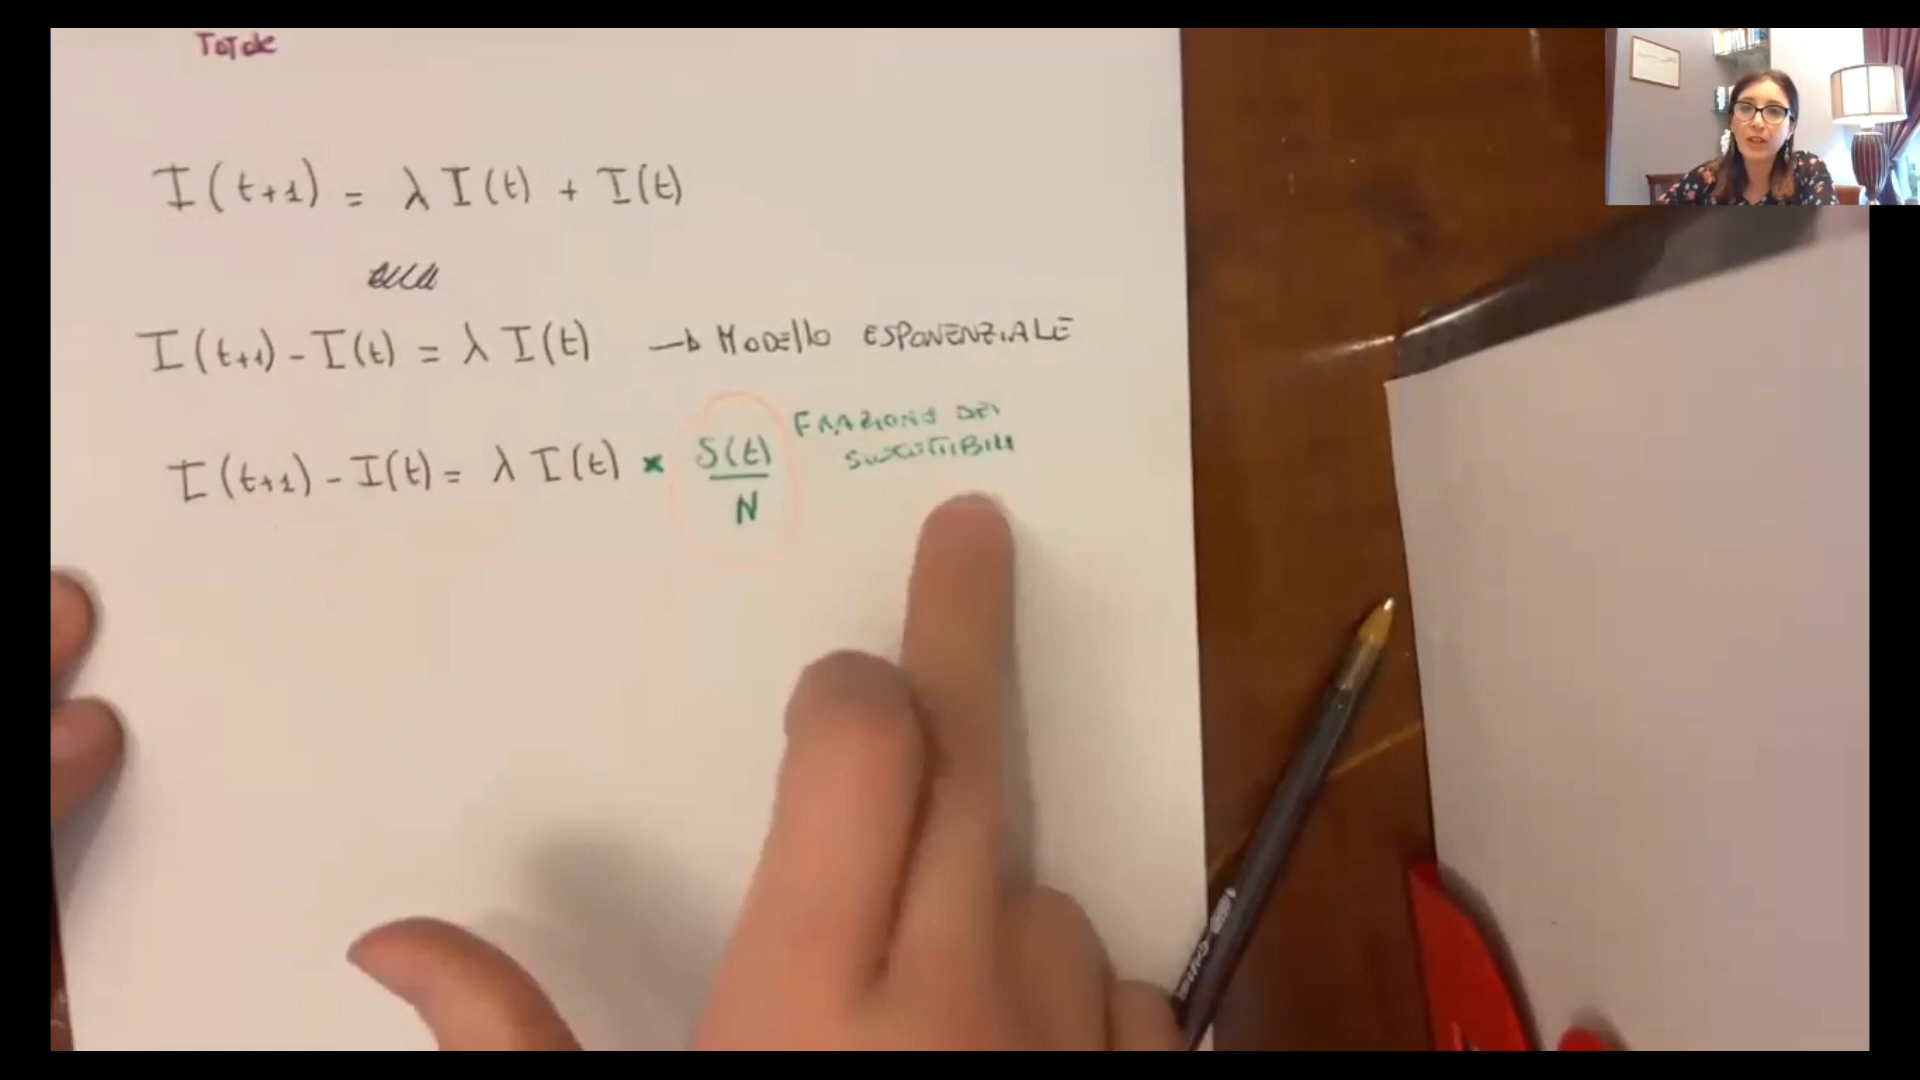 Totale
I(t+1) = λ I(t) + I(t)
I(t+1) - I(t) = λ I(t) → Modello ESPONENZIALE
I(t+1) - I(t) = λ I(t) * S(t)/N
FRAZIONE DEI
SUSCETTIBILI